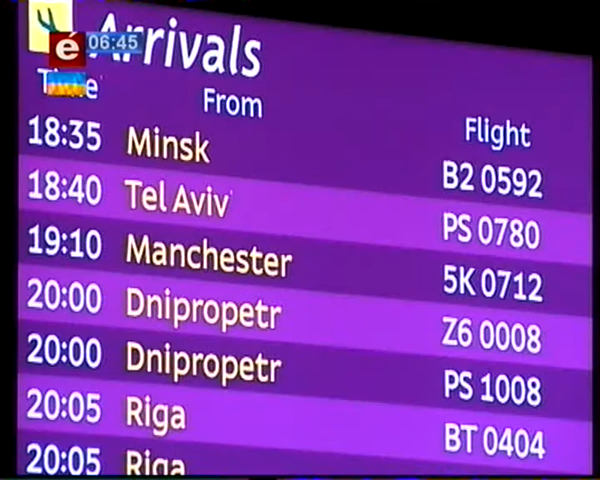 é 06:45
Arrivals
Time From Flight
18:35 Minsk B2 0592
18:40 Tel Aviv PS 0780
19:10 Manchester 5K 0712
20:00 Dnipropetr Z6 0008
20:00 Dnipropetr PS 1008
20:05 Riga BT 0404
20:05 Riga